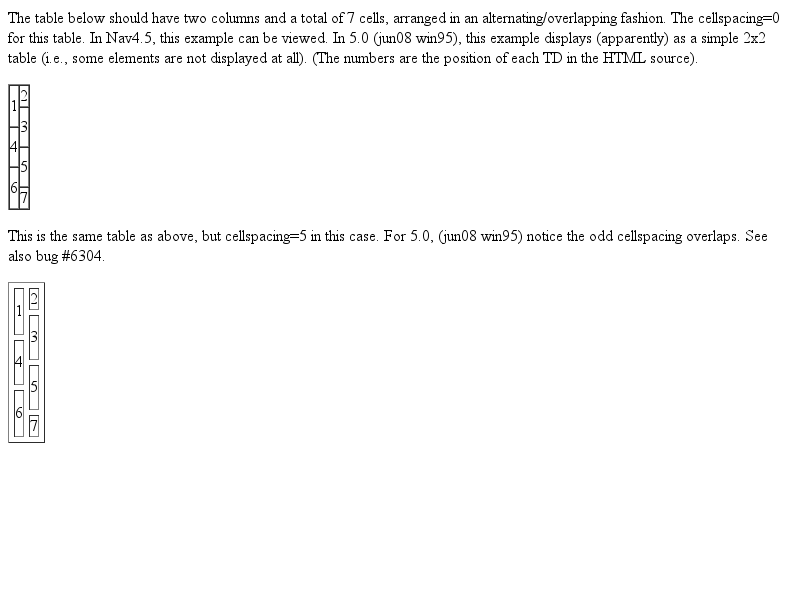 The table below should have two columns and a total of 7 cells, arranged in an alternating/overlapping fashion. The cellspacing=0
for this table. In Nav4.5, this example can be viewed. In 5.0 (jun08 win95), this example displays (apparently) as a simple 2x2
table (i.e., some elements are not displayed at all). (The numbers are the position of each TD in the HTML source).
2
1
3
4
5
6
7
This is the same table as above, but cellspacing=5 in this case. For 5.0, (jun08 win95) notice the odd cellspacing overlaps. See
also bug #6304.
2
1
3
4
5
6
7